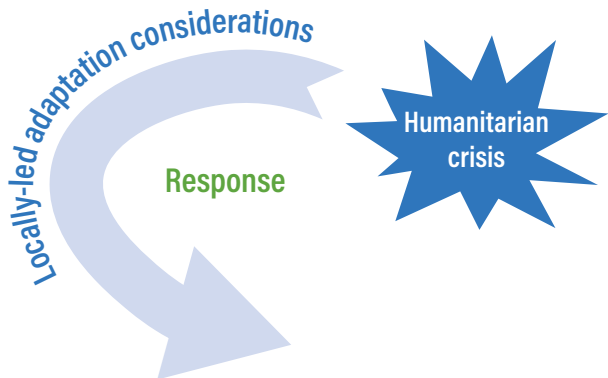 Locally-led adaptation considerations
Humanitarian
crisis
Response